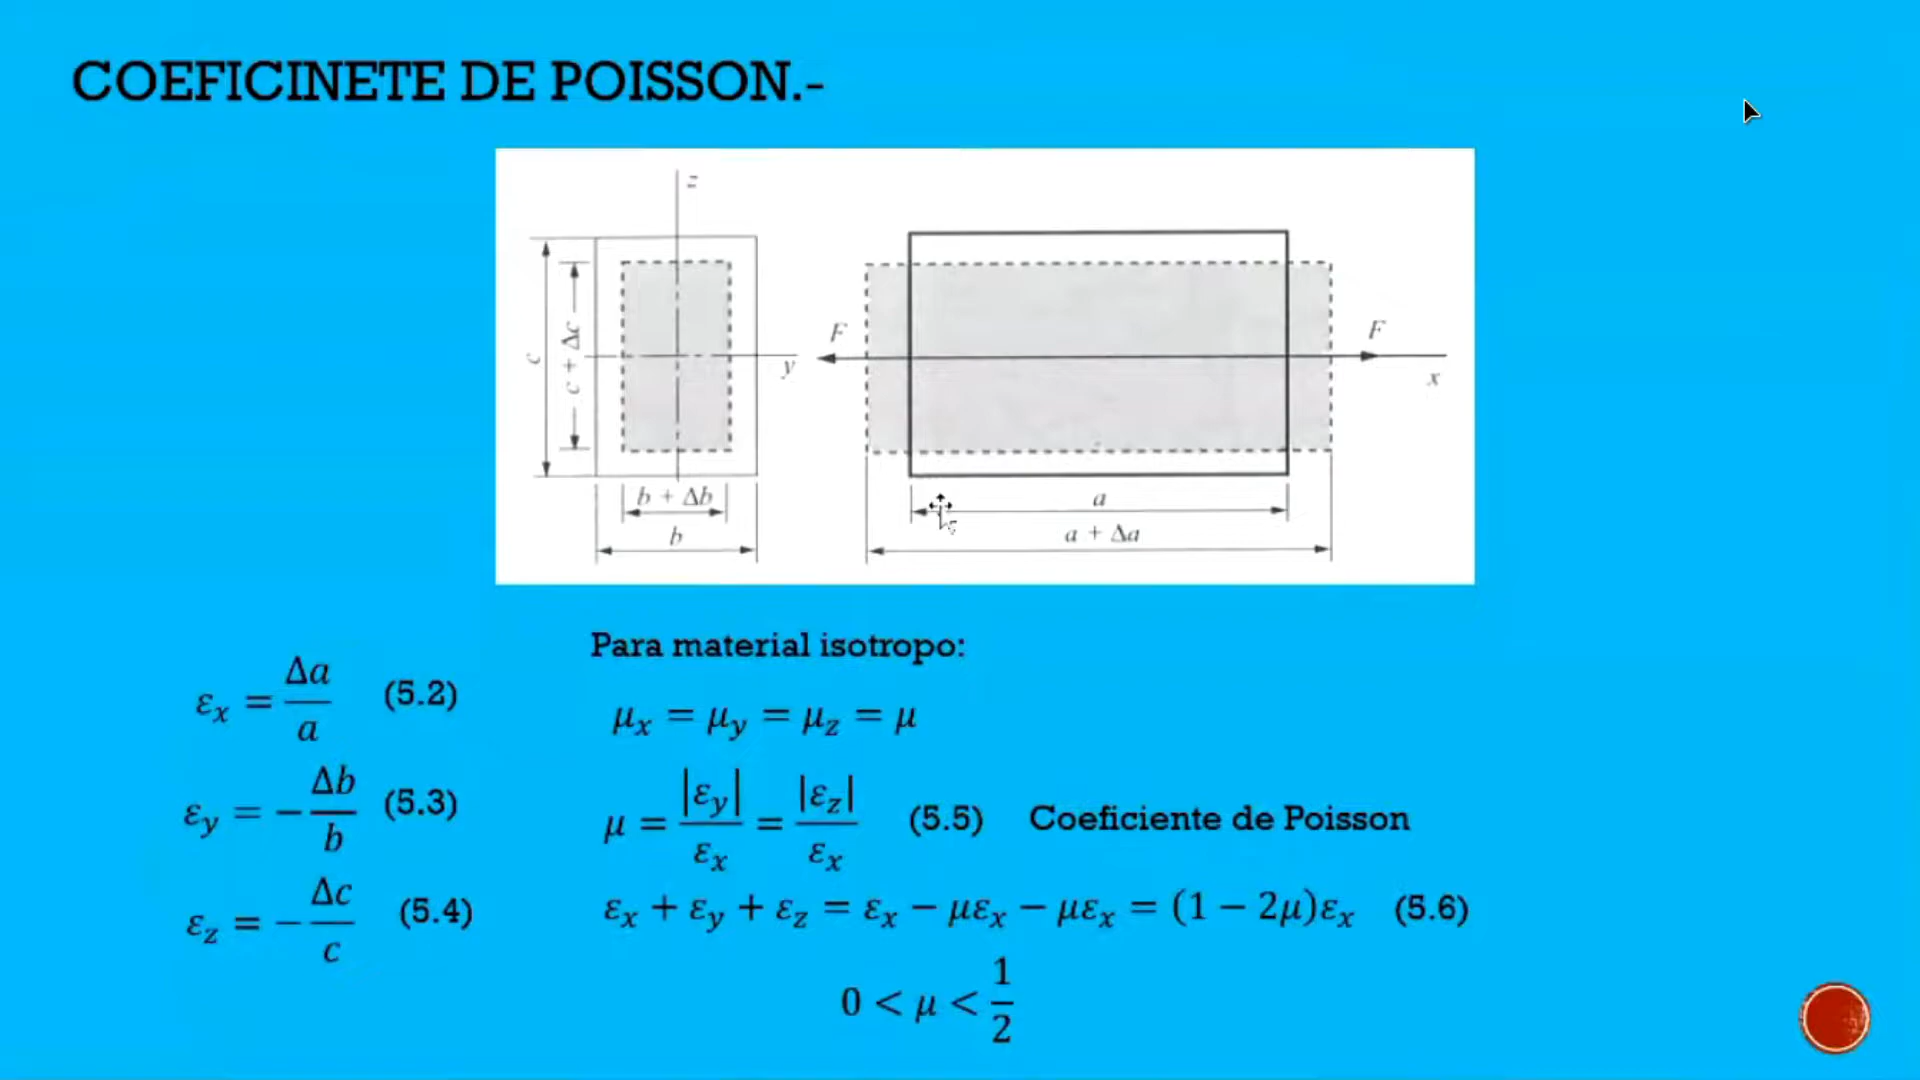 COEFICINETE DE POISSON.-
z
c
c + Δc
y
b + Δb
b
F
F
x
a
a + Δa
εx = Δa/a (5.2)
εy = −Δb/b (5.3)
εz = −Δc/c (5.4)
Para material isotropo:
μx = μy = μz = μ
μ = |εy|/εx = |εz|/εx (5.5) Coeficiente de Poisson
εx + εy + εz = εx − μεx − μεx = (1 − 2μ)εx (5.6)
0 < μ < 1/2